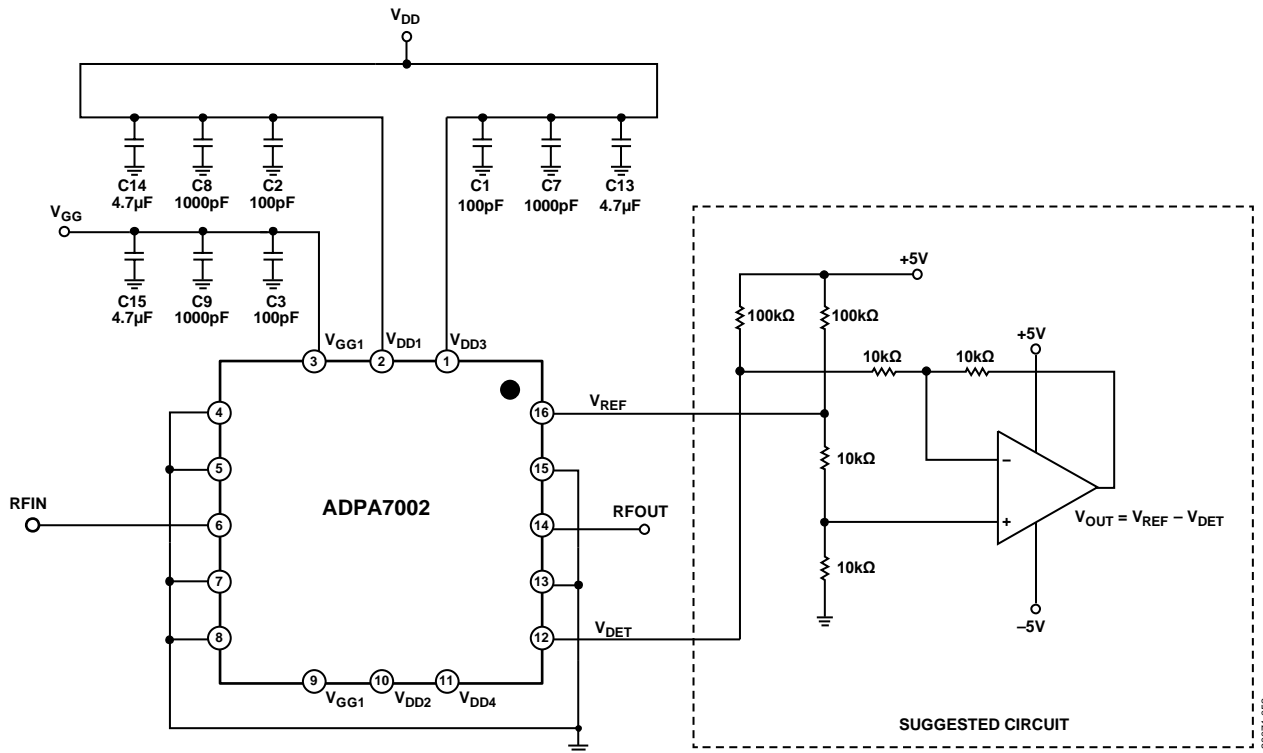 VDD
C14
4.7µF
C8
1000pF
C2
100pF
C1
100pF
C7
1000pF
C13
4.7µF
VGG
C15
4.7µF
C9
1000pF
C3
100pF
VGG1
VDD1
VDD3
3
2
1
4
5
6
7
8
RFIN
ADPA7002
16
15
14
13
12
VREF
RFOUT
VDET
9
10
11
VGG1
VDD2
VDD4
+5V
100kΩ
100kΩ
10kΩ
10kΩ
+5V
10kΩ
–
+
VOUT = VREF – VDET
10kΩ
–5V
SUGGESTED CIRCUIT